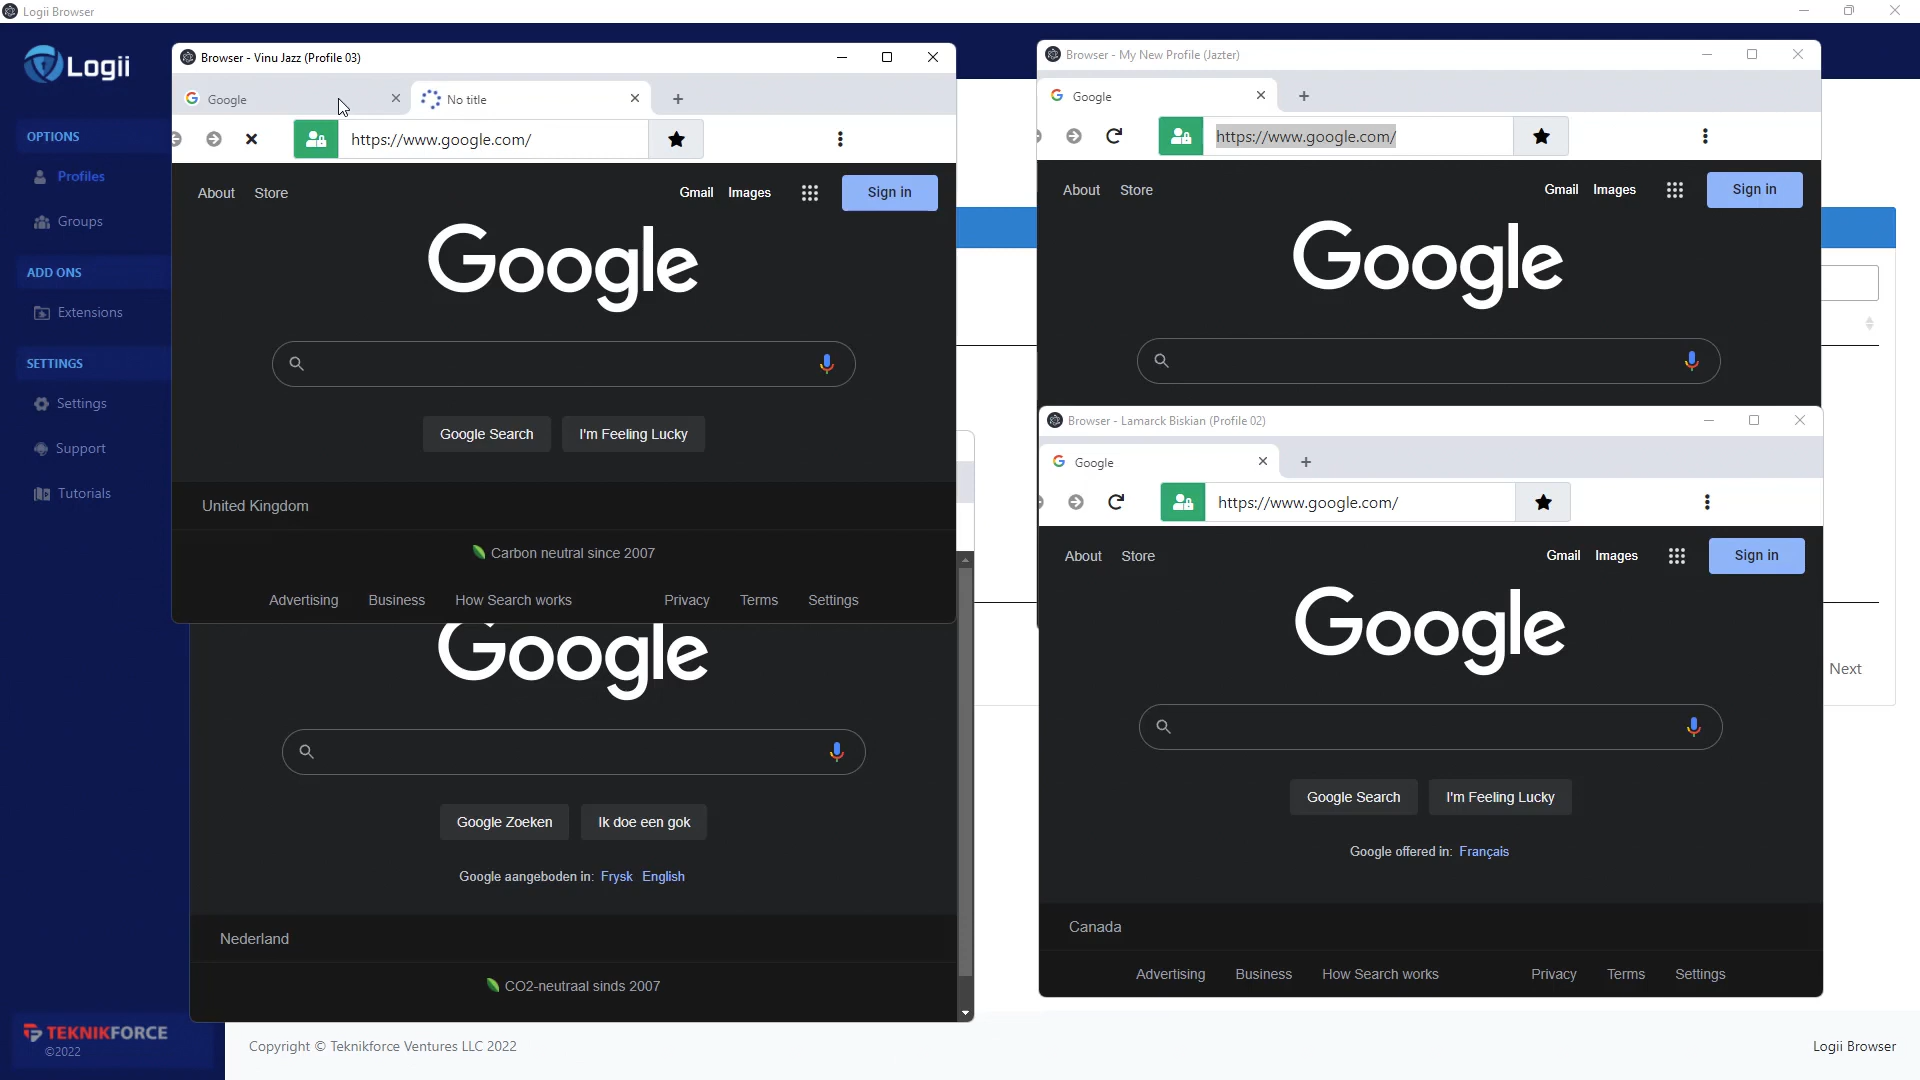 Logii Browser
Logii
OPTIONS
Profiles
Groups
ADD ONS
Extensions
SETTINGS
Settings
Support
Tutorials
TEKNIKFORCE
©2022
Browser - Vinu Jazz (Profile 03)
Google
No title
https://www.google.com/
About Store Gmail Images Sign in
Google
Google Search I'm Feeling Lucky
United Kingdom
Carbon neutral since 2007
Advertising Business How Search works Privacy Terms Settings
Google
Google Zoeken Ik doe een gok
Google aangeboden in: Frysk English
Nederland
CO2-neutraal sinds 2007
Browser - My New Profile (Jazter)
Google
https://www.google.com/
About Store Gmail Images Sign in
Google
Browser - Lamarck Biskian (Profile 02)
Google
https://www.google.com/
About Store Gmail Images Sign in
Google
Google Search I'm Feeling Lucky
Google offered in: Français
Canada
Advertising Business How Search works Privacy Terms Settings
Next
Copyright © Teknikforce Ventures LLC 2022
Logii Browser